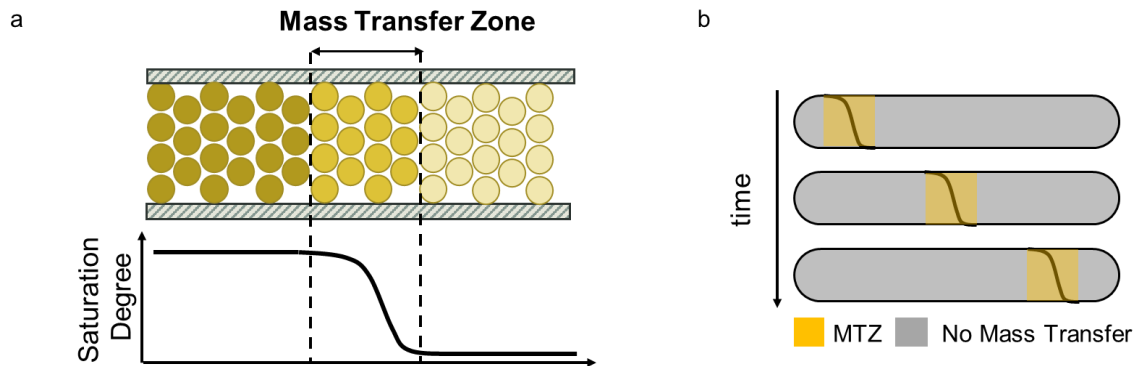 a
Mass Transfer Zone
Saturation
Degree
b
time
MTZ
No Mass Transfer